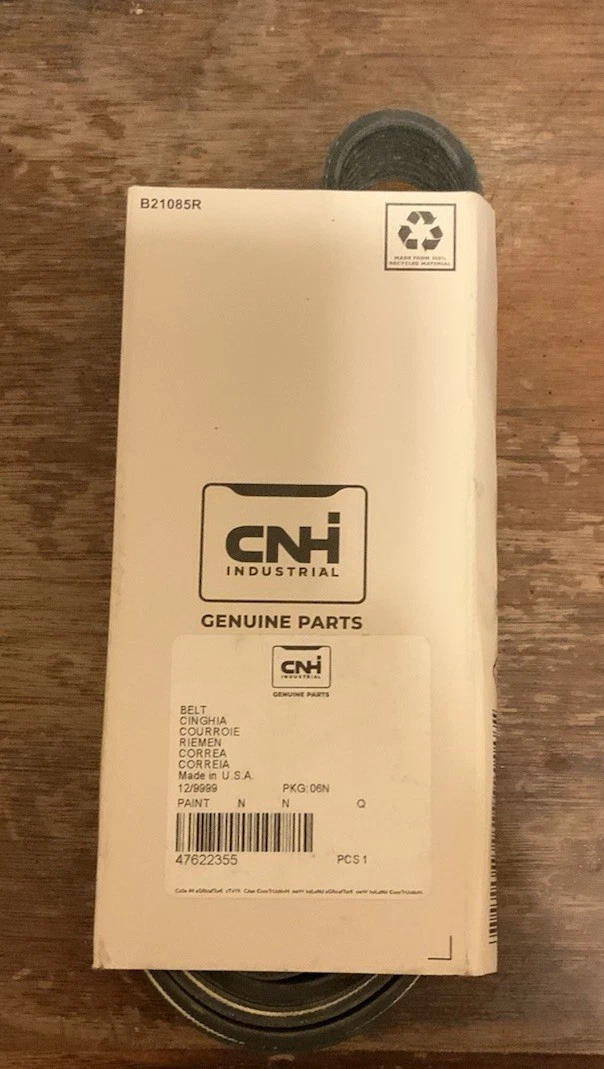 B21085R
MADE FROM 100%
RECYCLED MATERIAL
CNH
INDUSTRIAL
GENUINE PARTS
CNH
INDUSTRIAL
GENUINE PARTS
BELT
CINGHIA
COURROIE
RIEMEN
CORREA
CORREIA
Made in U.S.A.
12/9999 PKG:06N
PAINT N N Q
47622355 PCS 1